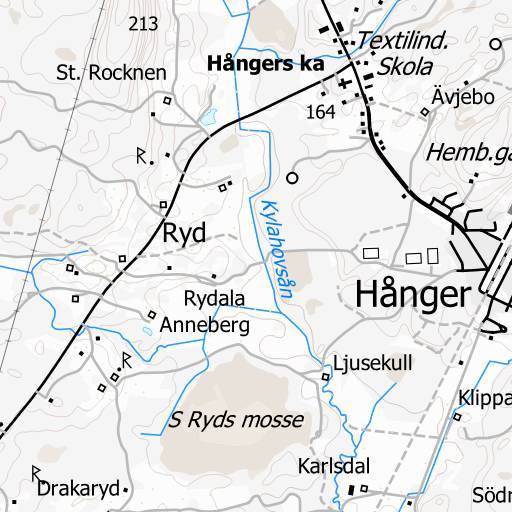 213
Textilind.
Hångers ka
Skola
St. Rocknen
Ävjebo
164
R
Hemb.ga
Kylahovsån
Ryd
Hånger
Rydala
Anneberg
R
Ljusekull
Klippa
S Ryds mosse
Karlsdal
R
Drakaryd
Södr